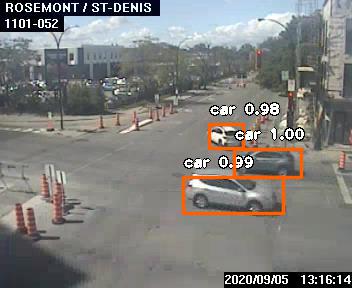 ROSEMONT / ST-DENIS
1101-052
car 0.98
car 1.00
car 0.99
2020/09/05 13:16:14